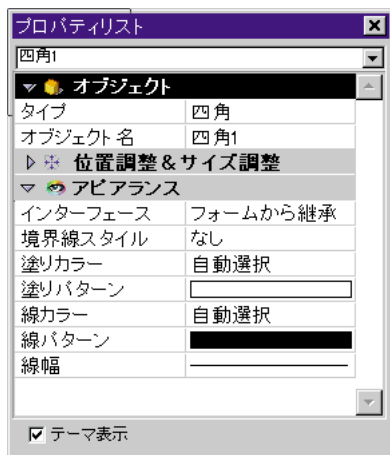 プロパティリスト
四角1
オブジェクト
タイプ 四角
オブジェクト名 四角1
位置調整&サイズ調整
アピアランス
インターフェース フォームから継承
境界線スタイル なし
塗りカラー 自動選択
塗りパターン
線カラー 自動選択
線パターン
線幅
テーマ表示